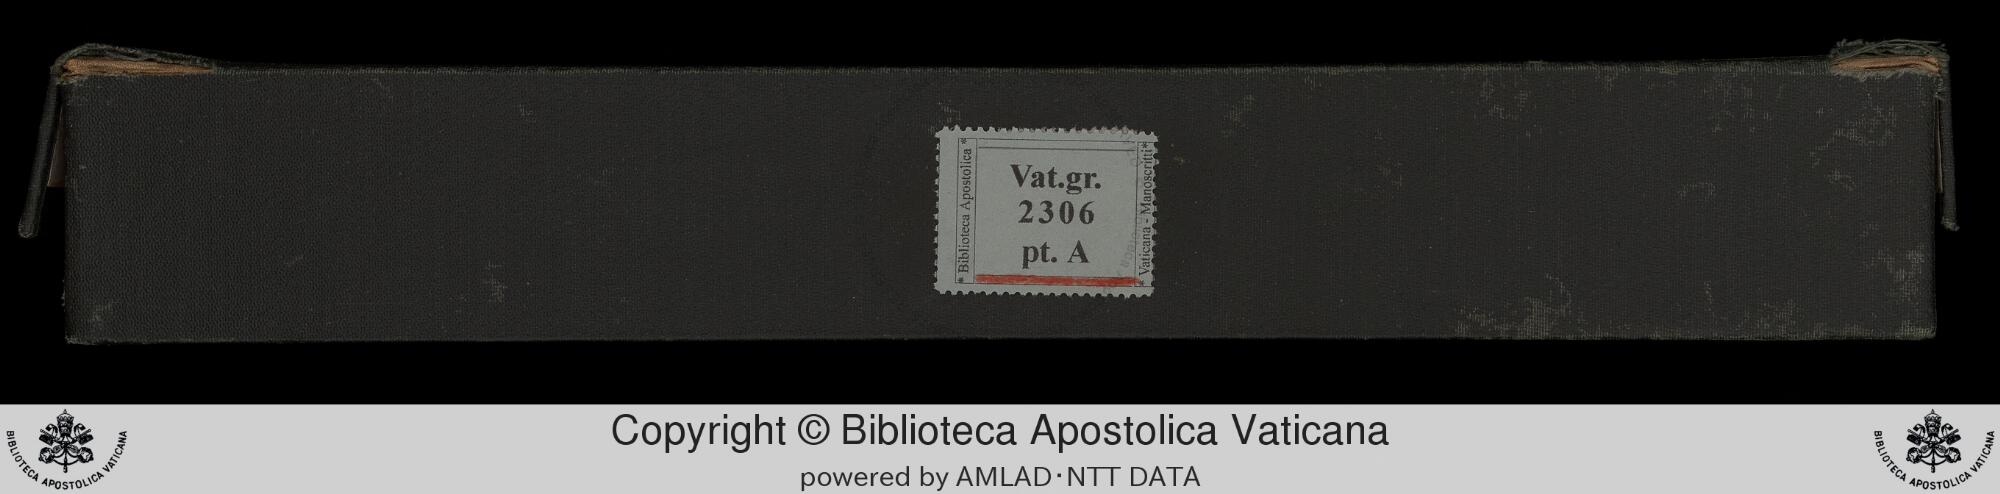 Vat.gr.
2306
pt. A
* Biblioteca Apostolica *
* Vaticana - Manoscritti *
Copyright © Biblioteca Apostolica Vaticana
powered by AMLAD·NTT DATA
BIBLIOTECA APOSTOLICA VATICANA
BIBLIOTECA APOSTOLICA VATICANA